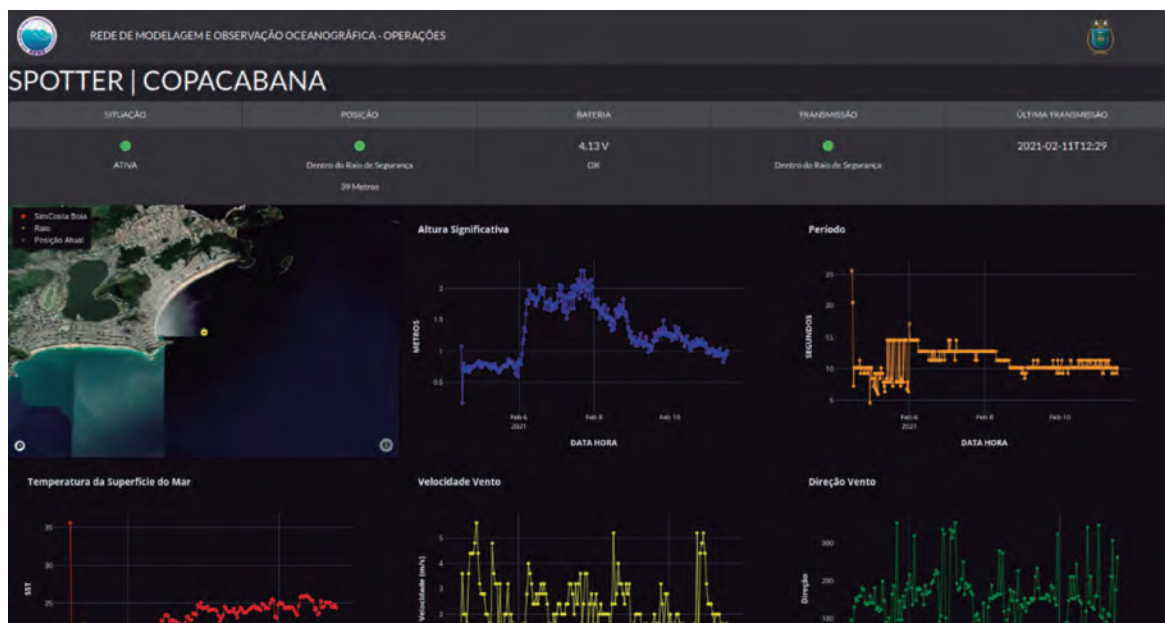 REDE DE MODELAGEM E OBSERVAÇÃO OCEANOGRÁFICA - OPERAÇÕES
SPOTTER | COPACABANA
SITUAÇÃO POSIÇÃO BATERIA TRANSMISSÃO ÚLTIMA TRANSMISSÃO
4.13 V 2021-02-11T12:29
ATIVA Dentro do Raio de Segurança OK Dentro do Raio de Segurança
39 Metros
SimCosta Boia
Raio
Posição Atual
Altura Significativa
2
1.5
1
0.5
METROS
Feb 6 Feb 8 Feb 10
2021
DATA HORA
Período
25
20
15
10
5
SEGUNDOS
Feb 6 Feb 8 Feb 10
2021
DATA HORA
Temperatura da Superfície do Mar
35
30
25
SST
Velocidade Vento
5
4
3
2
Velocidade (m/s)
Direção Vento
300
200
100
Direção